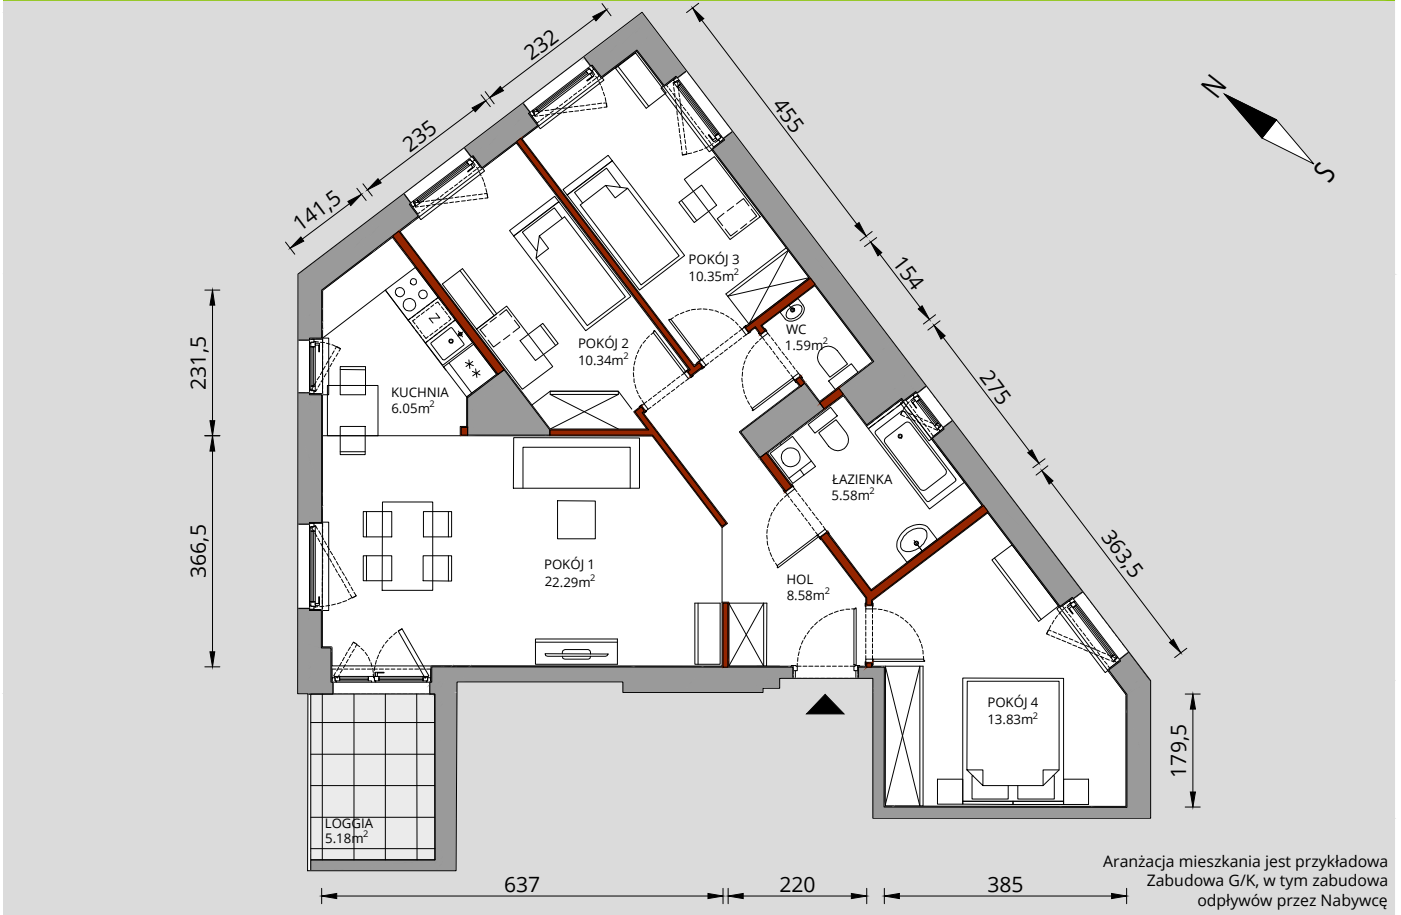 232
235
141,5
455
N
S
154
275
363,5
231,5
366,5
179,5
POKÓJ 3
10.35m²
WC
1.59m²
POKÓJ 2
10.34m²
Z
**
KUCHNIA
6.05m²
ŁAZIENKA
5.58m²
POKÓJ 1
22.29m²
HOL
8.58m²
POKÓJ 4
13.83m²
LOGGIA
5.18m²
637
220
385
Aranżacja mieszkania jest przykładowa
Zabudowa G/K, w tym zabudowa
odpływów przez Nabywcę